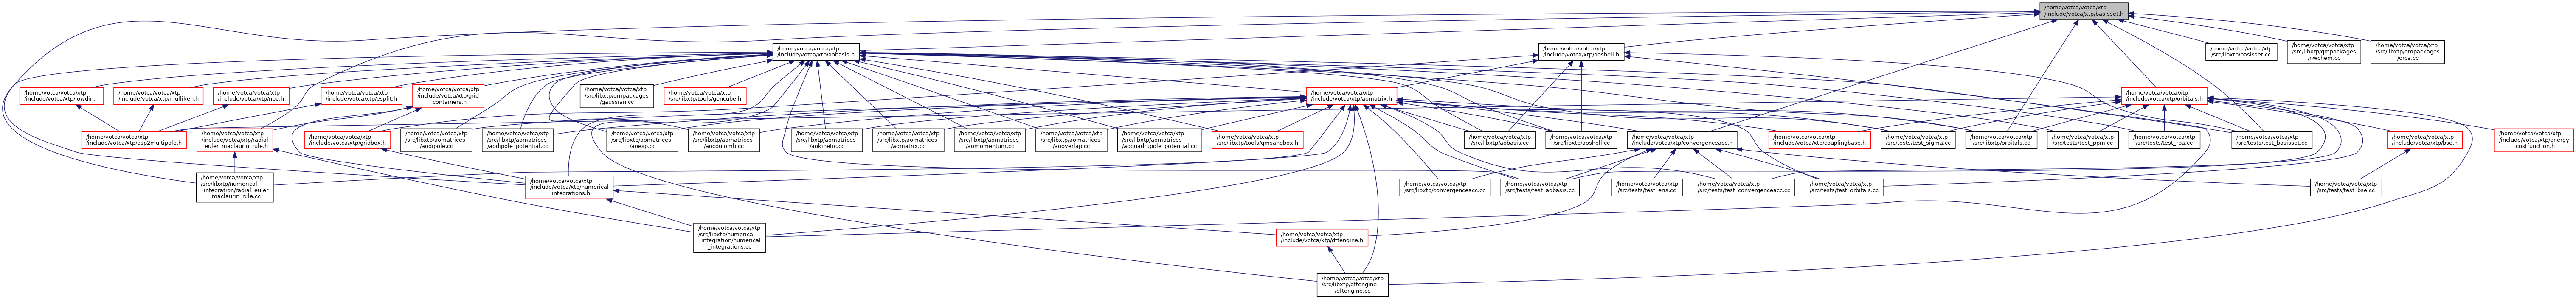 /home/votca/votca/xtp
/include/votca/xtp/basisset.h
/home/votca/votca/xtp
/include/votca/xtp/aobasis.h
/home/votca/votca/xtp
/include/votca/xtp/aoshell.h
/home/votca/votca/xtp
/src/libxtp/basisset.cc
/home/votca/votca/xtp
/src/libxtp/qmpackages
/nwchem.cc
/home/votca/votca/xtp
/src/libxtp/qmpackages
/orca.cc
/home/votca/votca/xtp
/include/votca/xtp/lowdin.h
/home/votca/votca/xtp
/include/votca/xtp/mulliken.h
/home/votca/votca/xtp
/include/votca/xtp/nbo.h
/home/votca/votca/xtp
/include/votca/xtp/espfit.h
/home/votca/votca/xtp
/include/votca/xtp/grid
_containers.h
/home/votca/votca/xtp
/src/libxtp/qmpackages
/gaussian.cc
/home/votca/votca/xtp
/src/libxtp/tools/gencube.h
/home/votca/votca/xtp
/include/votca/xtp/aomatrix.h
/home/votca/votca/xtp
/include/votca/xtp/orbitals.h
/home/votca/votca/xtp
/include/votca/xtp/esp2multipole.h
/home/votca/votca/xtp
/include/votca/xtp/radial
_euler_maclaurin_rule.h
/home/votca/votca/xtp
/include/votca/xtp/gridbox.h
/home/votca/votca/xtp
/src/libxtp/aomatrices
/aodipole.cc
/home/votca/votca/xtp
/src/libxtp/aomatrices
/aodipole_potential.cc
/home/votca/votca/xtp
/src/libxtp/aomatrices
/aoesp.cc
/home/votca/votca/xtp
/src/libxtp/aomatrices
/aocoulomb.cc
/home/votca/votca/xtp
/src/libxtp/aomatrices
/aokinetic.cc
/home/votca/votca/xtp
/src/libxtp/aomatrices
/aomatrix.cc
/home/votca/votca/xtp
/src/libxtp/aomatrices
/aomomentum.cc
/home/votca/votca/xtp
/src/libxtp/aomatrices
/aooverlap.cc
/home/votca/votca/xtp
/src/libxtp/aomatrices
/aoquadrupole_potential.cc
/home/votca/votca/xtp
/src/libxtp/tools/qmsandbox.h
/home/votca/votca/xtp
/src/libxtp/aobasis.cc
/home/votca/votca/xtp
/src/libxtp/aoshell.cc
/home/votca/votca/xtp
/include/votca/xtp/convergenceacc.h
/home/votca/votca/xtp
/include/votca/xtp/couplingbase.h
/home/votca/votca/xtp
/src/tests/test_sigma.cc
/home/votca/votca/xtp
/src/libxtp/orbitals.cc
/home/votca/votca/xtp
/src/tests/test_ppm.cc
/home/votca/votca/xtp
/src/tests/test_rpa.cc
/home/votca/votca/xtp
/src/tests/test_basisset.cc
/home/votca/votca/xtp
/include/votca/xtp/bse.h
/home/votca/votca/xtp
/include/votca/xtp/energy
_costfunction.h
/home/votca/votca/xtp
/src/libxtp/numerical
_integration/radial_euler
_maclaurin_rule.cc
/home/votca/votca/xtp
/include/votca/xtp/numerical
_integrations.h
/home/votca/votca/xtp
/src/libxtp/convergenceacc.cc
/home/votca/votca/xtp
/src/tests/test_aobasis.cc
/home/votca/votca/xtp
/src/tests/test_eris.cc
/home/votca/votca/xtp
/src/tests/test_convergenceacc.cc
/home/votca/votca/xtp
/src/tests/test_orbitals.cc
/home/votca/votca/xtp
/src/tests/test_bse.cc
/home/votca/votca/xtp
/src/libxtp/numerical
_integration/numerical
_integrations.cc
/home/votca/votca/xtp
/include/votca/xtp/dftengine.h
/home/votca/votca/xtp
/src/libxtp/dftengine
/dftengine.cc